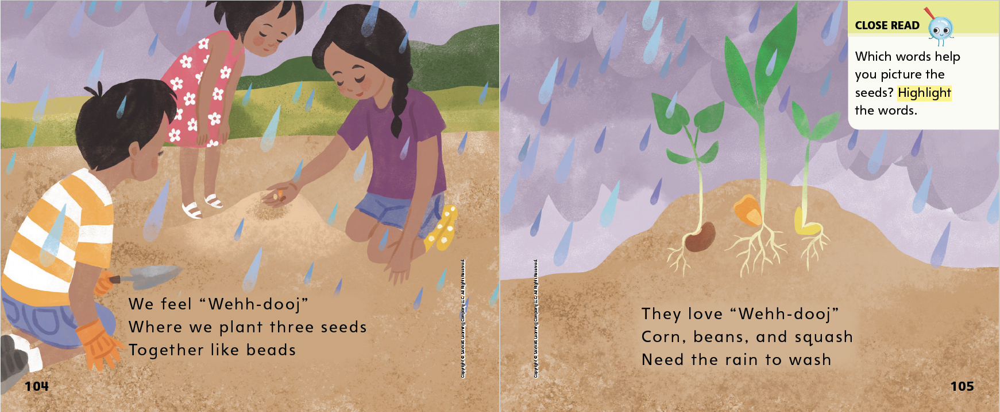 We feel “Wehh-dooj”
Where we plant three seeds
Together like beads
Copyright © SAVVAS Learning Company LLC. All Rights Reserved.
104
CLOSE READ
Which words help
you picture the
seeds? Highlight
the words.
Copyright © SAVVAS Learning Company LLC. All Rights Reserved.
They love “Wehh-dooj”
Corn, beans, and squash
Need the rain to wash
105